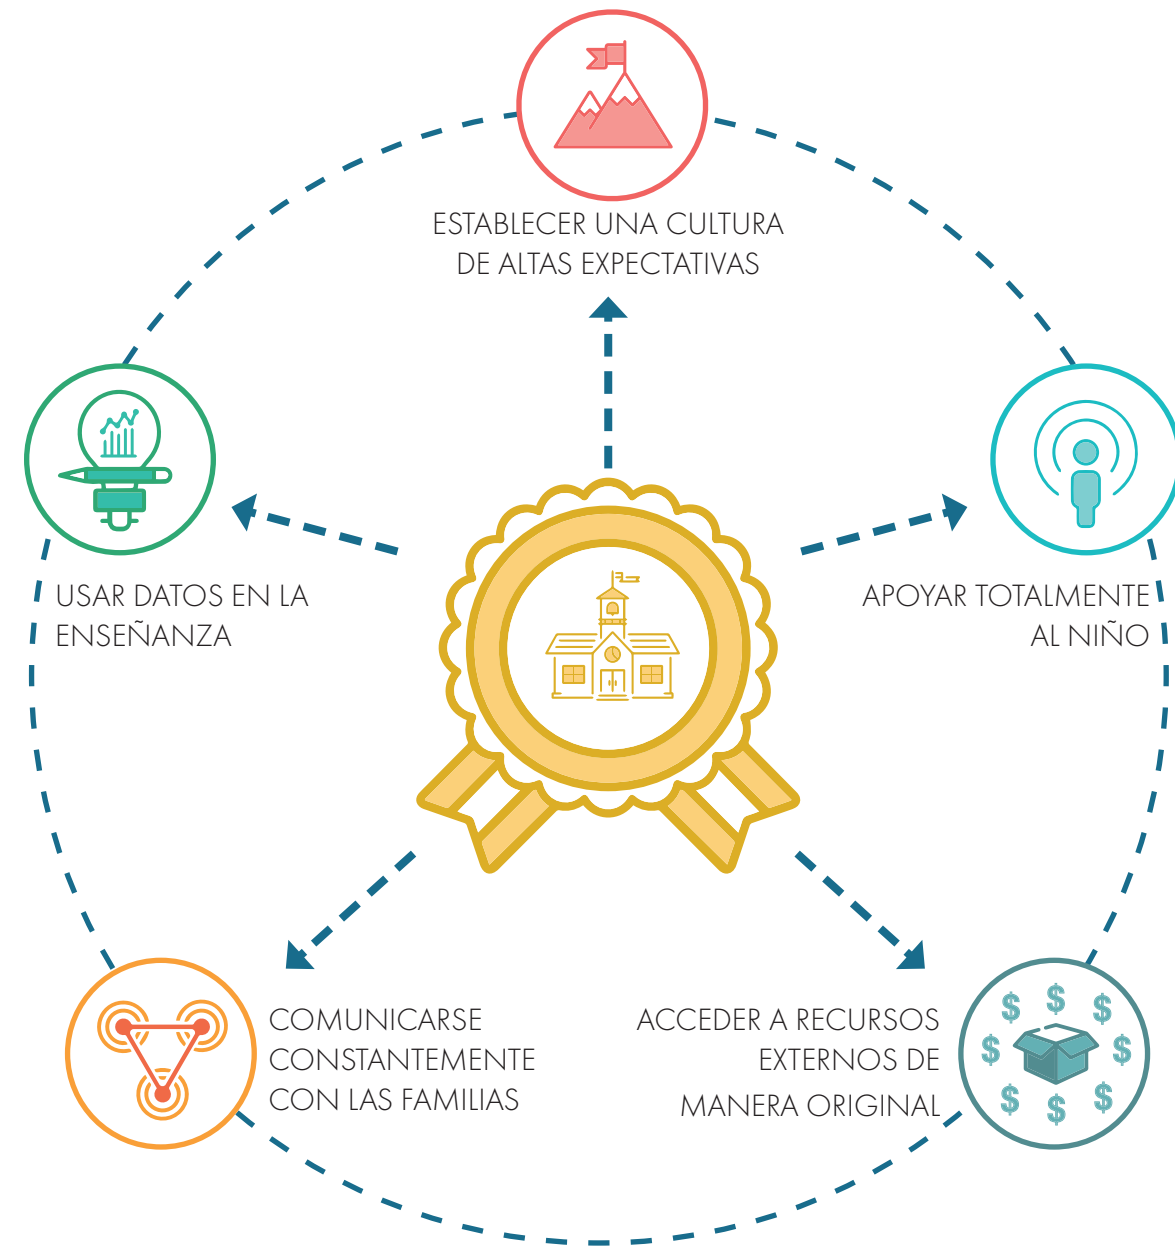 ESTABLECER UNA CULTURA
DE ALTAS EXPECTATIVAS
USAR DATOS EN LA
ENSEÑANZA
APOYAR TOTALMENTE
AL NIÑO
COMUNICARSE
CONSTANTEMENTE
CON LAS FAMILIAS
ACCEDER A RECURSOS
EXTERNOS DE
MANERA ORIGINAL